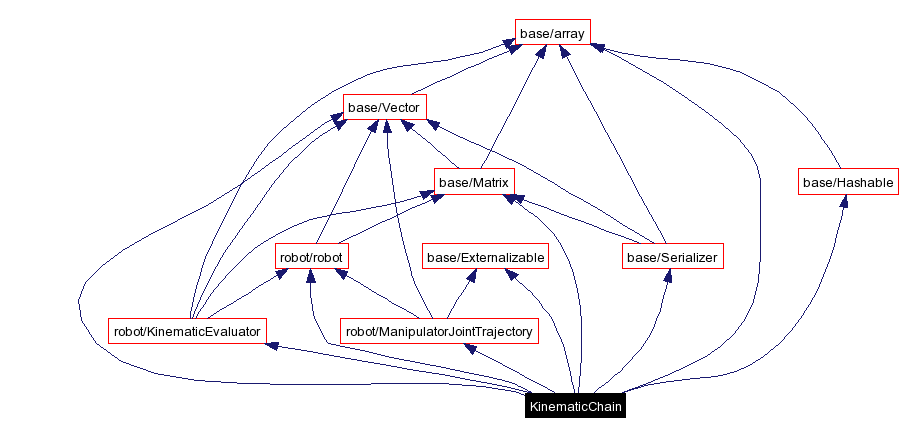 base/array
base/Vector
base/Matrix
base/Hashable
robot/robot
base/Externalizable
base/Serializer
robot/KinematicEvaluator
robot/ManipulatorJointTrajectory
KinematicChain